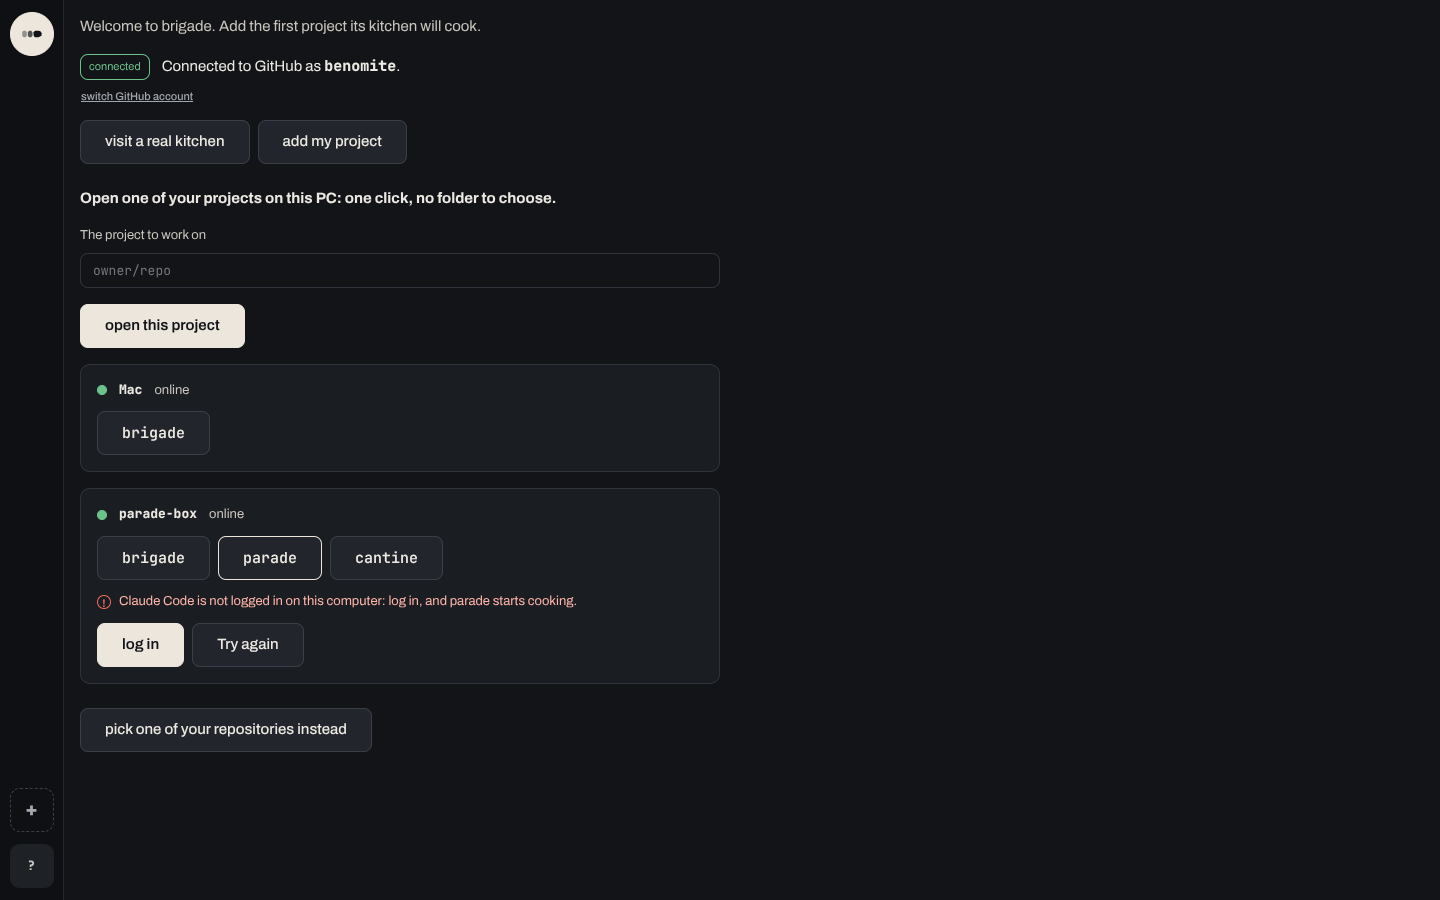 Welcome to brigade. Add the first project its kitchen will cook.
connected Connected to GitHub as benomite.
switch GitHub account
visit a real kitchen add my project
Open one of your projects on this PC: one click, no folder to choose.
The project to work on
owner/repo
open this project
Mac online
brigade
parade-box online
brigade parade cantine
Claude Code is not logged in on this computer: log in, and parade starts cooking.
log in Try again
pick one of your repositories instead
+
?